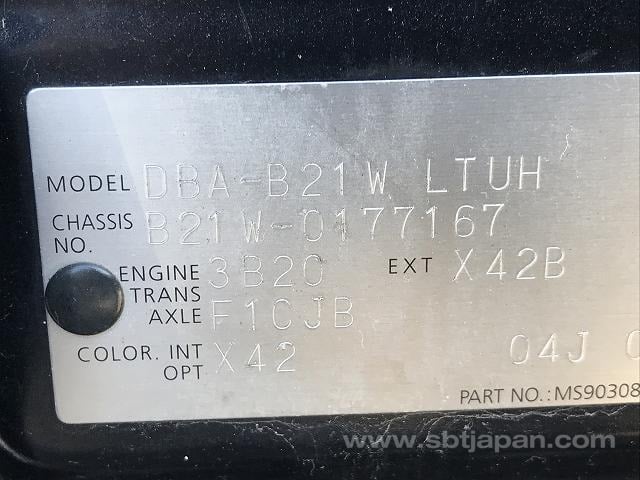 MODEL DBA-B21W LTUH
CHASSIS NO. B21W-0177167
ENGINE 3B20 EXT X42B
TRANS AXLE F1CJB
COLOR. INT X42
OPT. 04J 0
PART NO.:MS90308
www.sbtjapan.com